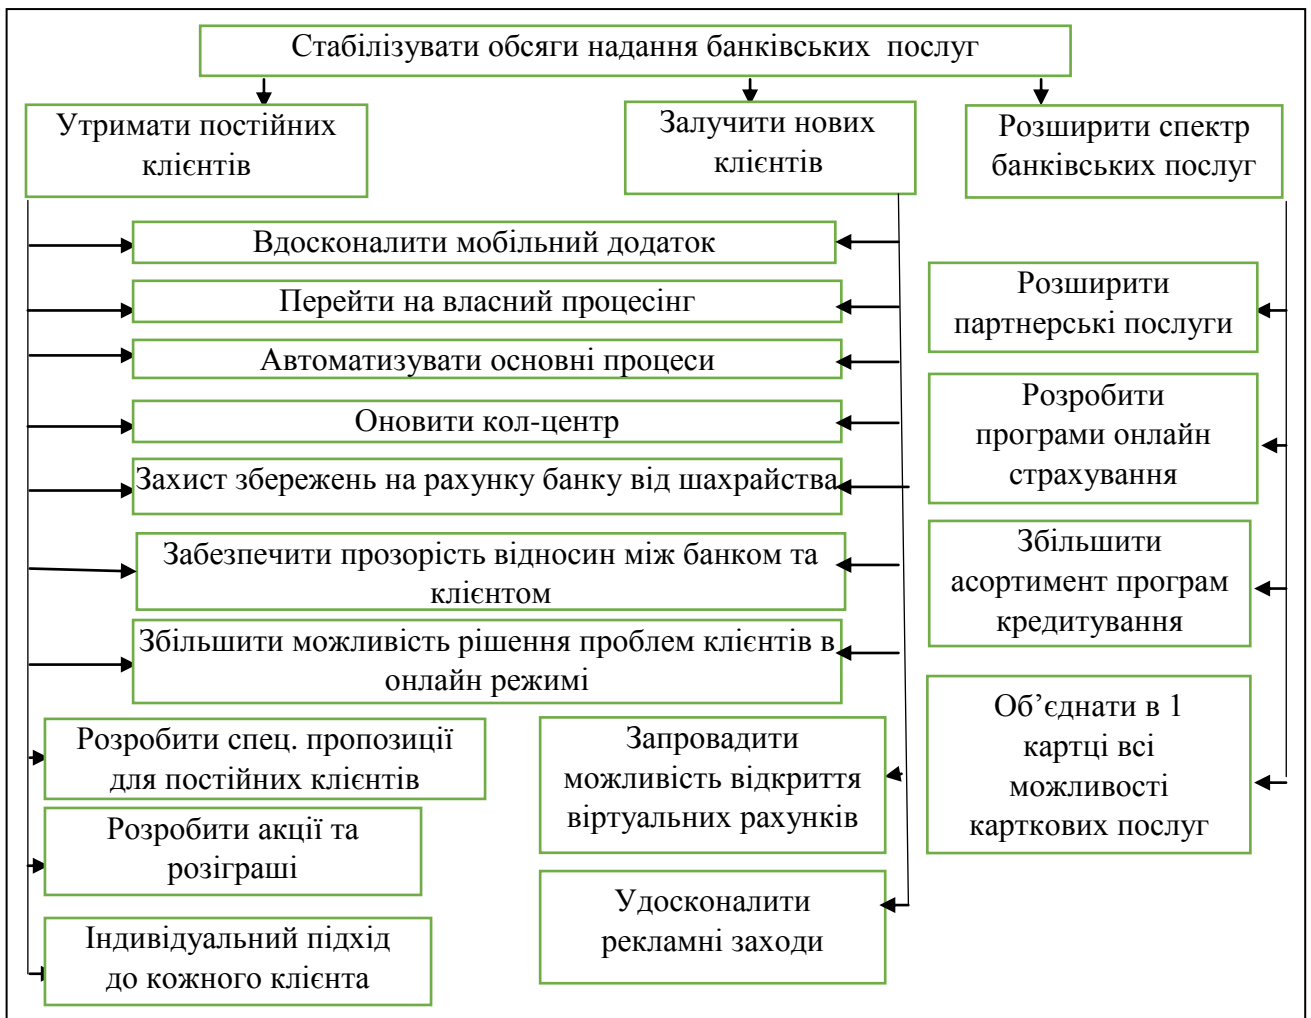 Стабілізувати обсяги надання банківських послуг
Утримати постійних
клієнтів
Залучити нових
клієнтів
Розширити спектр
банківських послуг
Вдосконалити мобільний додаток
Перейти на власний процесінг
Автоматизувати основні процеси
Оновити кол-центр
Захист збережень на рахунку банку від шахрайства
Забезпечити прозорість відносин між банком та
клієнтом
Збільшити можливість рішення проблем клієнтів в
онлайн режимі
Розробити спец. пропозиції
для постійних клієнтів
Розробити акції та
розіграші
Індивідуальний підхід
до кожного клієнта
Запровадити
можливість відкриття
віртуальних рахунків
Удосконалити
рекламні заходи
Розширити
партнерські послуги
Розробити
програми онлайн
страхування
Збільшити
асортимент програм
кредитування
Об’єднати в 1
картці всі
можливості
карткових послуг